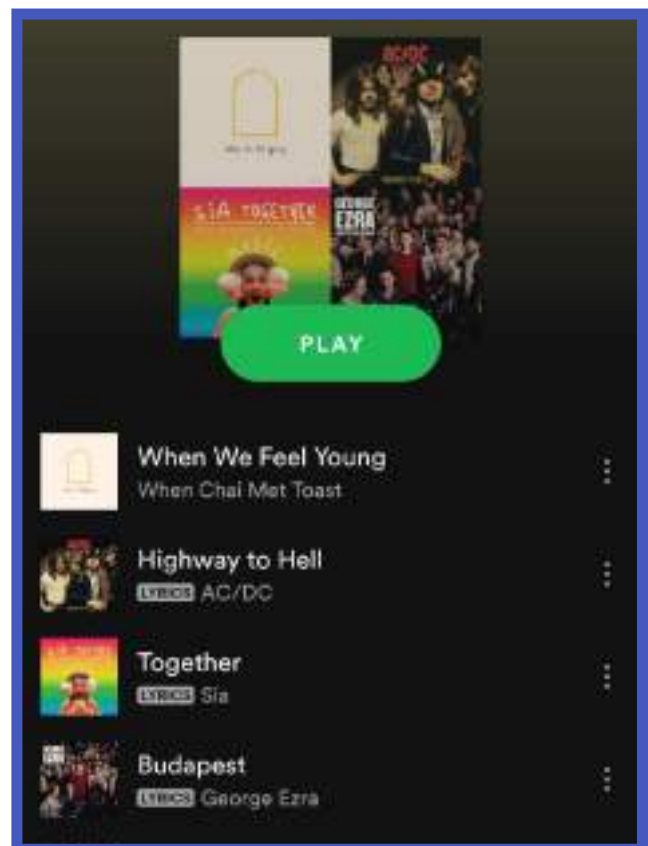 AC/DC
SIA TOGETHER
GEORGE
EZRA
PLAY
When We Feel Young
When Chai Met Toast
Highway to Hell
LYRICS AC/DC
Together
LYRICS Sia
Budapest
LYRICS George Ezra